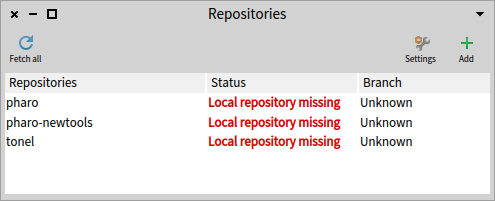 Repositories
Fetch all
Settings
Add
Repositories Status Branch
pharo Local repository missing Unknown
pharo-newtools Local repository missing Unknown
tonel Local repository missing Unknown